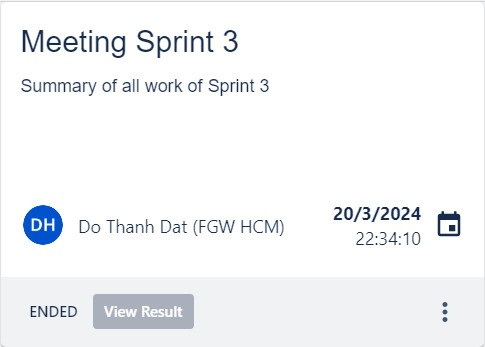 Meeting Sprint 3
Summary of all work of Sprint 3
DH Do Thanh Dat (FGW HCM)
20/3/2024
22:34:10
ENDED View Result